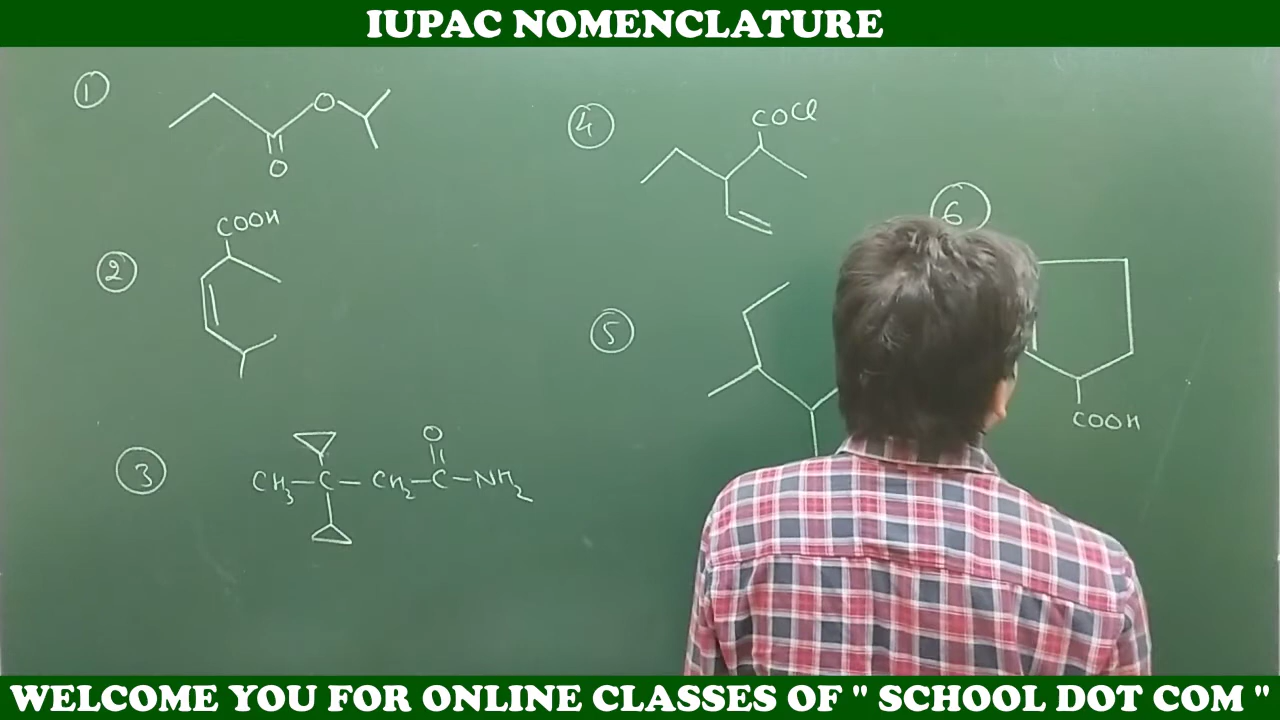 IUPAC NOMENCLATURE
1
O
O
2
COOH
3
O
CH₃–C–CH₂–C–NH₂
4
COCl
5
6
COOH
WELCOME YOU FOR ONLINE CLASSES OF " SCHOOL DOT COM "